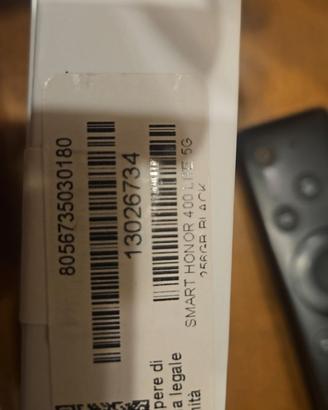 8056735030180
13026734
SMART HONOR 400 LITE 5G
256GB BLACK
pere di
a legale
ità